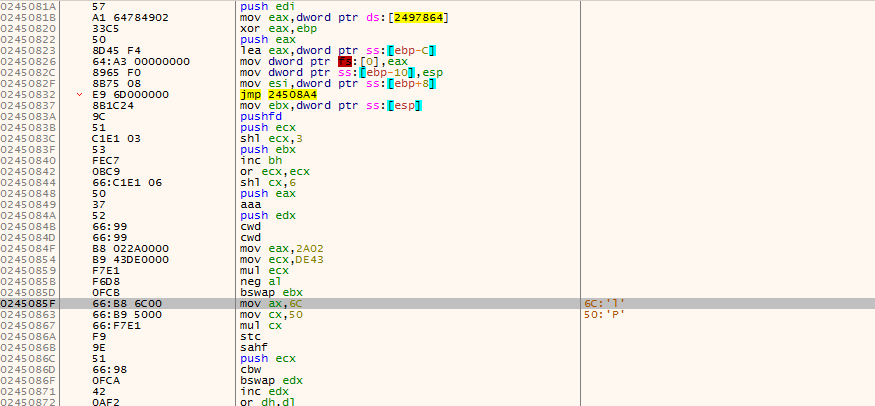 0245081A 57 push edi
0245081B A1 64784902 mov eax,dword ptr ds:[2497864]
02450820 33C5 xor eax,ebp
02450822 50 push eax
02450823 8D45 F4 lea eax,dword ptr ss:[ebp-C]
02450826 64:A3 00000000 mov dword ptr fs:[0],eax
0245082C 8965 F0 mov dword ptr ss:[ebp-10],esp
0245082F 8B75 08 mov esi,dword ptr ss:[ebp+8]
02450832 E9 6D000000 jmp 24508A4
02450837 8B1C24 mov ebx,dword ptr ss:[esp]
0245083A 9C pushfd
0245083B 51 push ecx
0245083C C1E1 03 shl ecx,3
0245083F 53 push ebx
02450840 FEC7 inc bh
02450842 0BC9 or ecx,ecx
02450844 66:C1E1 06 shl cx,6
02450848 50 push eax
02450849 37 aaa
0245084A 52 push edx
0245084B 66:99 cwd
0245084D 66:99 cwd
0245084F B8 022A0000 mov eax,2A02
02450854 B9 43DE0000 mov ecx,DE43
02450859 F7E1 mul ecx
0245085B F6D8 neg al
0245085D 0FCB bswap ebx
0245085F 66:B8 6C00 mov ax,6C 6C:'l'
02450863 66:B9 5000 mov cx,50 50:'P'
02450867 66:F7E1 mul cx
0245086A F9 stc
0245086B 9E sahf
0245086C 51 push ecx
0245086D 66:98 cbw
0245086F 0FCA bswap edx
02450871 42 inc edx
02450872 0AF2 or dh,dl